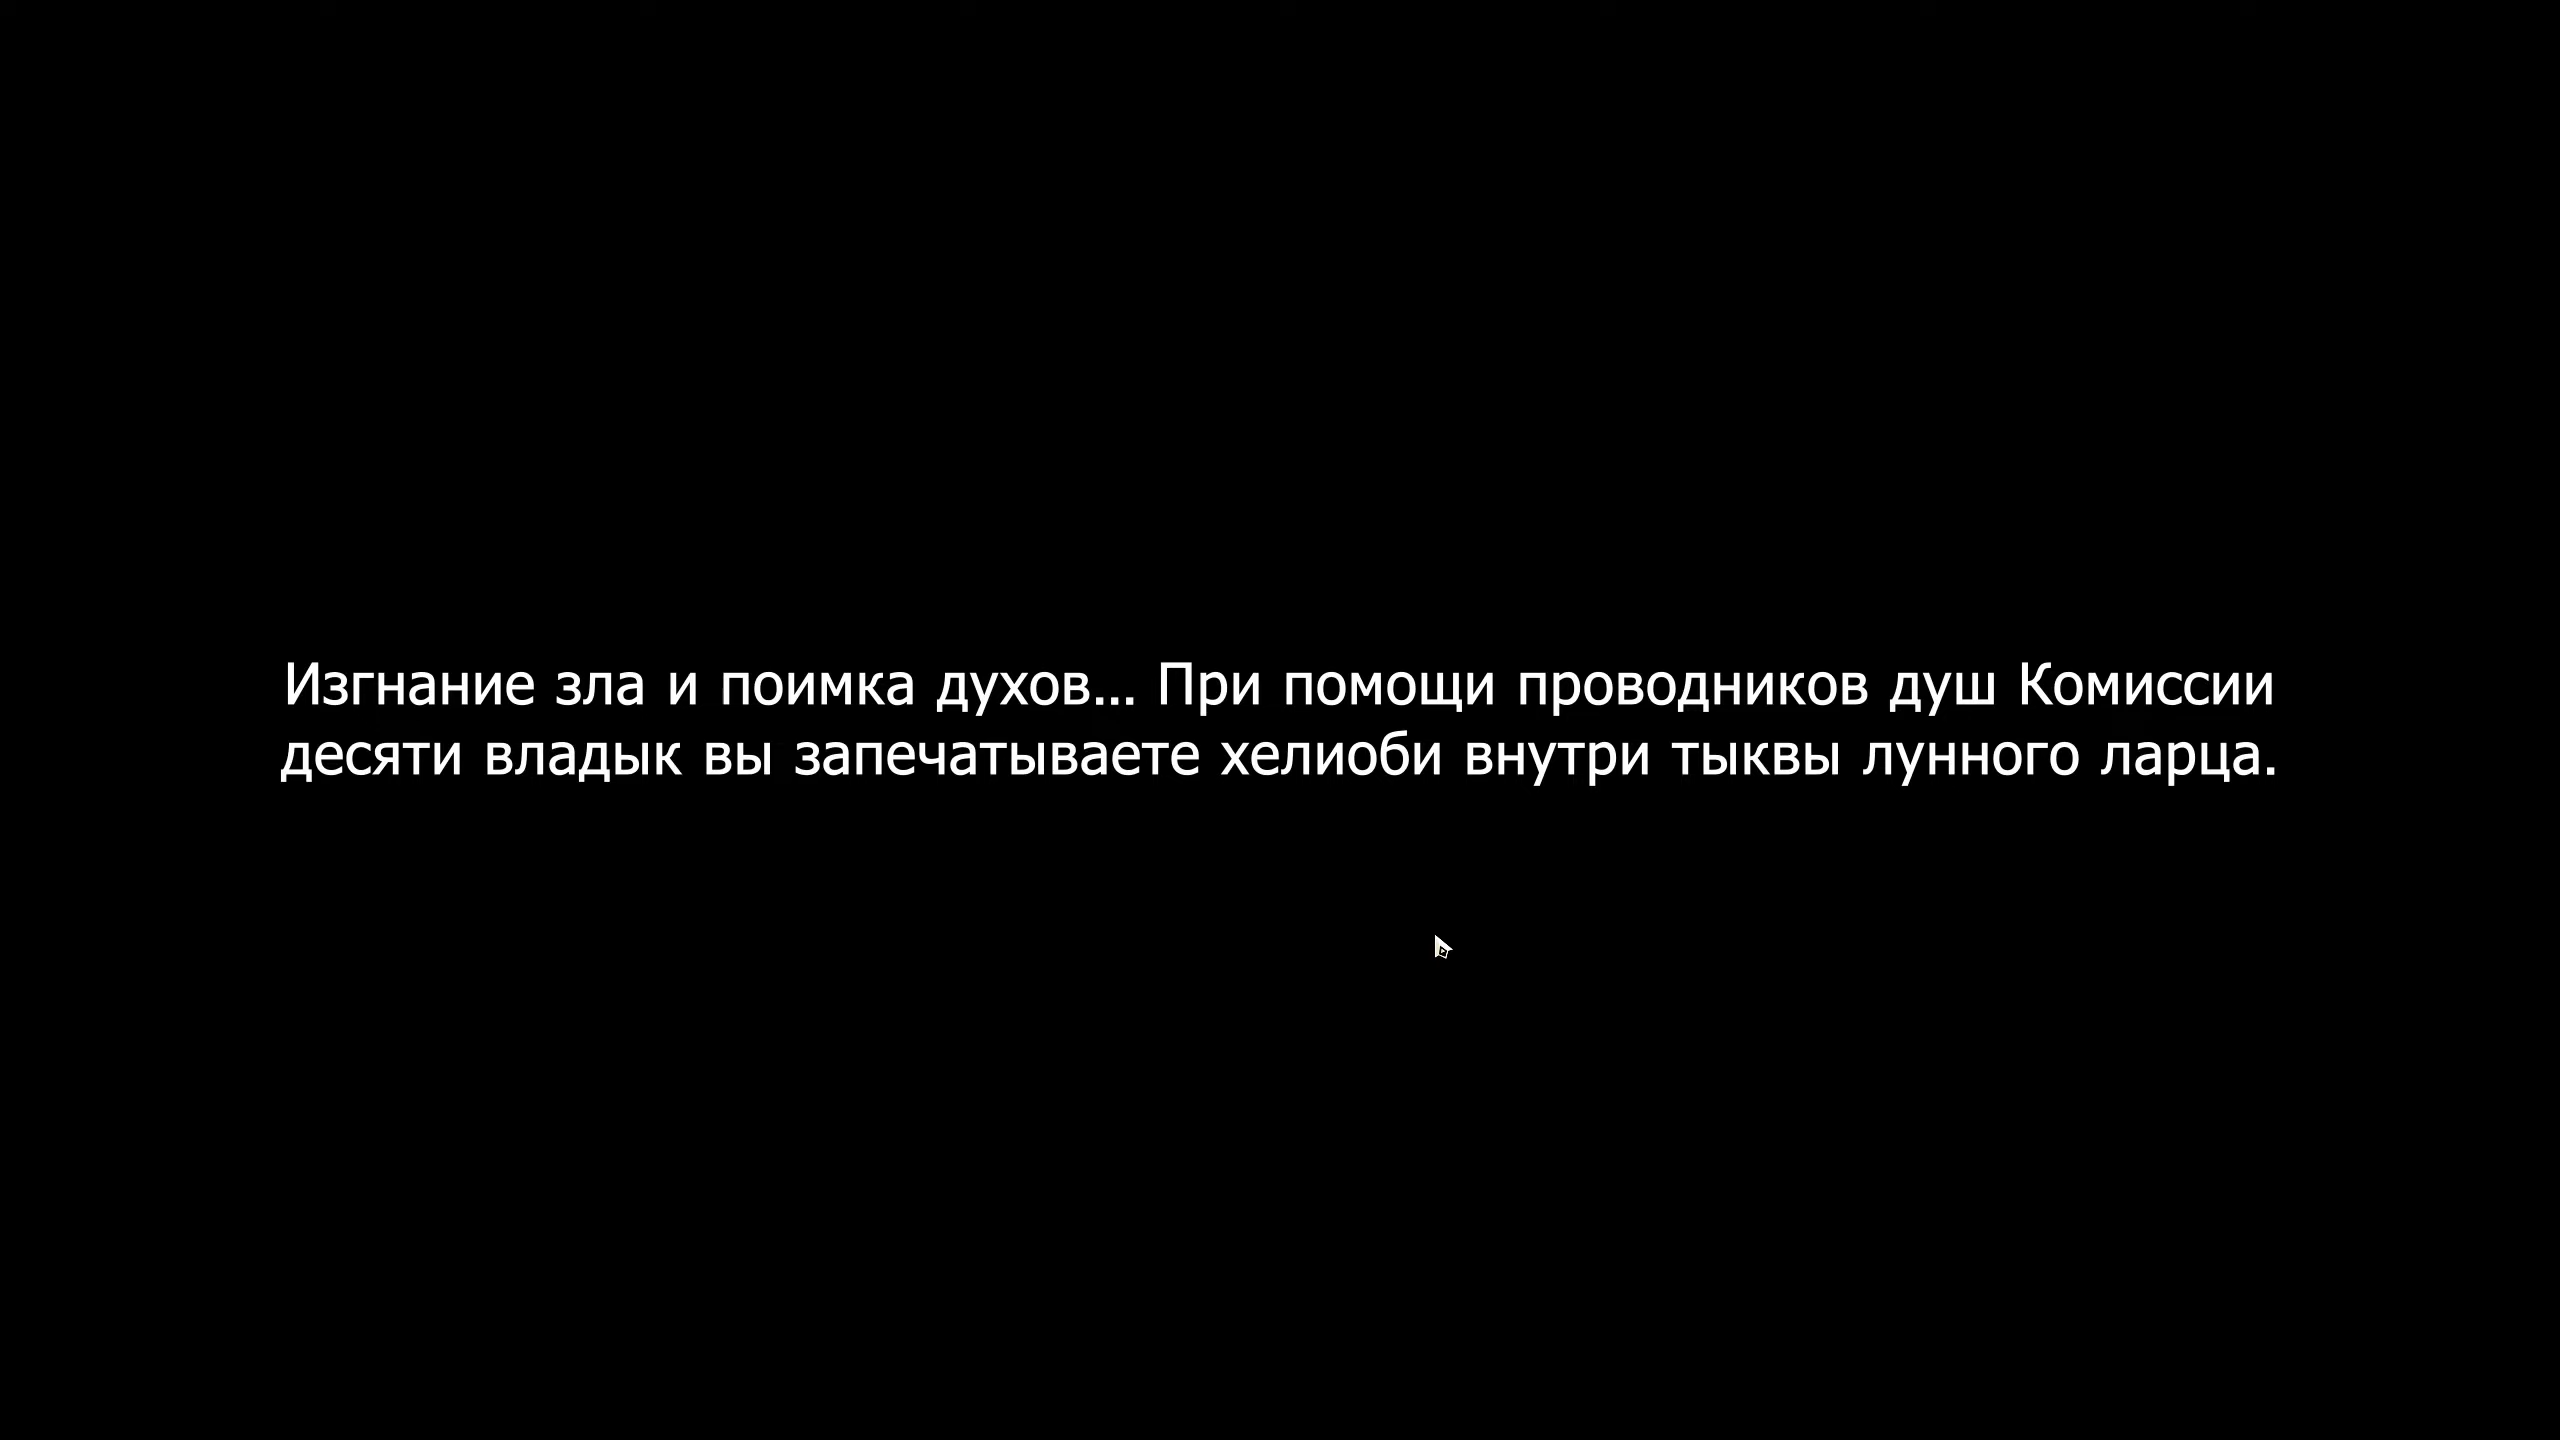 Изгнание зла и поимка духов... При помощи проводников душ Комиссии
десяти владык вы запечатываете хелиоби внутри тыквы лунного ларца.